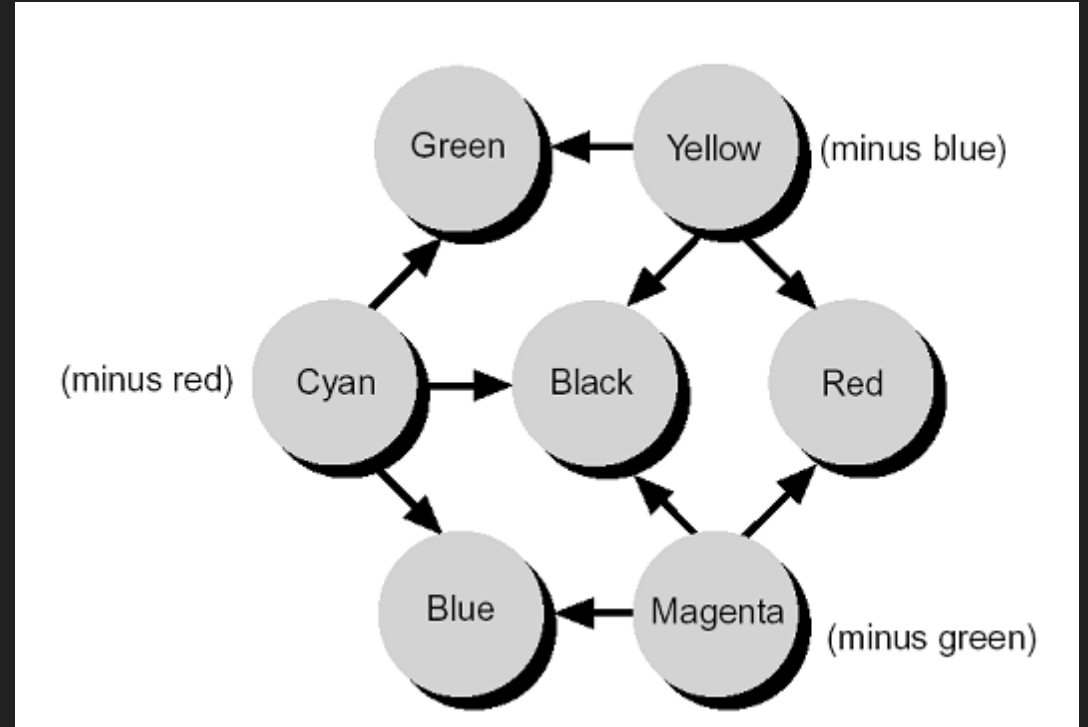 Green
Yellow
(minus blue)
(minus red)
Cyan
Black
Red
Blue
Magenta
(minus green)